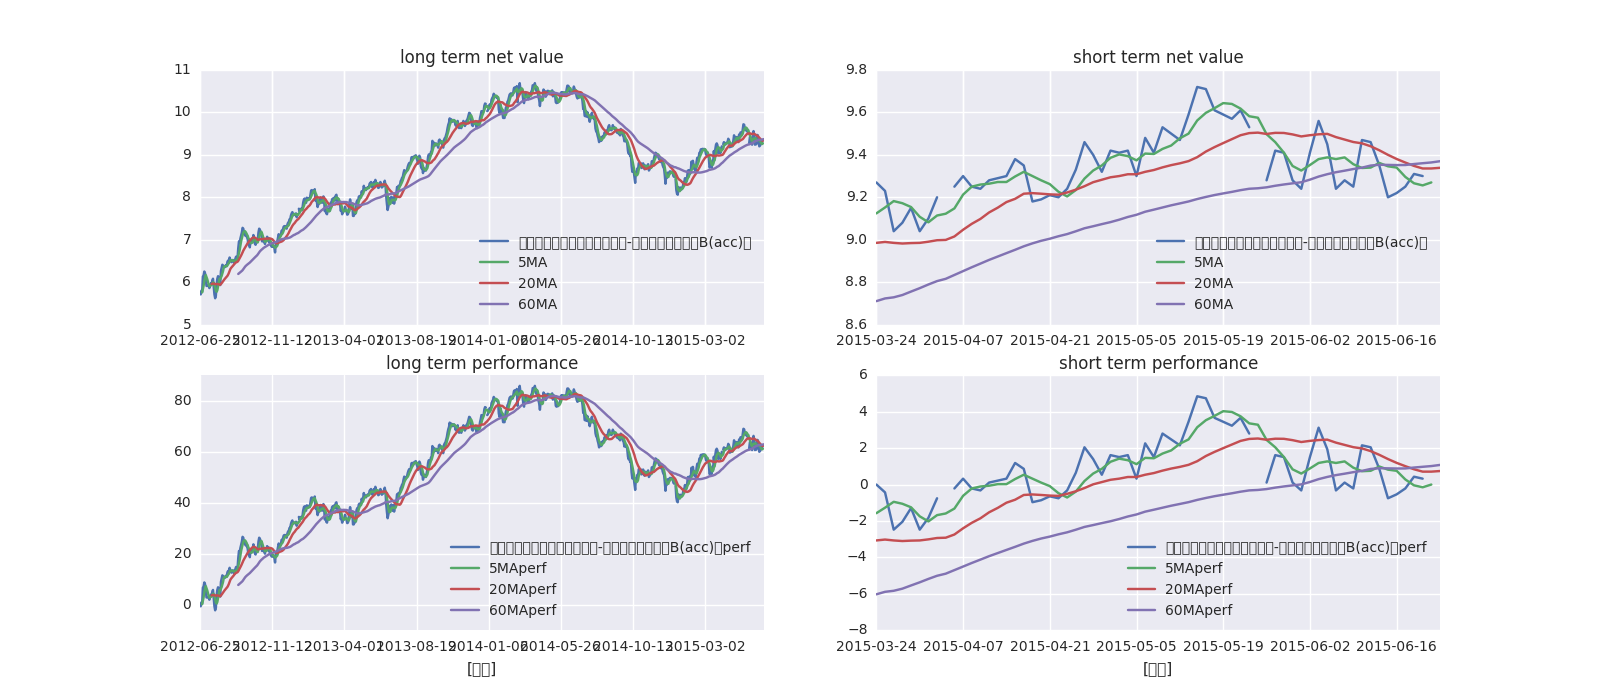 long term net value
11
10
9
8
7
6
5
-B(acc)
5MA
20MA
60MA
2012-06-25 2012-11-12 2013-04-01 2013-08-19 2014-01-06 2014-05-26 2014-10-13 2015-03-02
short term net value
9.8
9.6
9.4
9.2
9.0
8.8
8.6
-B(acc)
5MA
20MA
60MA
2015-03-24 2015-04-07 2015-04-21 2015-05-05 2015-05-19 2015-06-02 2015-06-16
long term performance
80
60
40
20
0
-B(acc) perf
5MAperf
20MAperf
60MAperf
2012-06-25 2012-11-12 2013-04-01 2013-08-19 2014-01-06 2014-05-26 2014-10-13 2015-03-02
short term performance
6
4
2
0
−2
−4
−6
−8
-B(acc) perf
5MAperf
20MAperf
60MAperf
2015-03-24 2015-04-07 2015-04-21 2015-05-05 2015-05-19 2015-06-02 2015-06-16